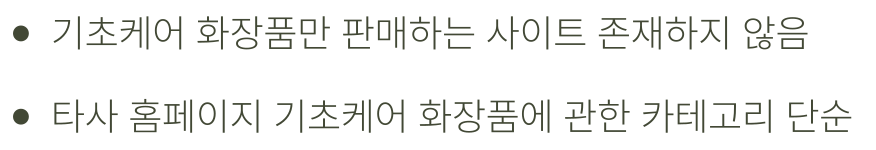 ● 기초케어 화장품만 판매하는 사이트 존재하지 않음
● 타사 홈페이지 기초케어 화장품에 관한 카테고리 단순